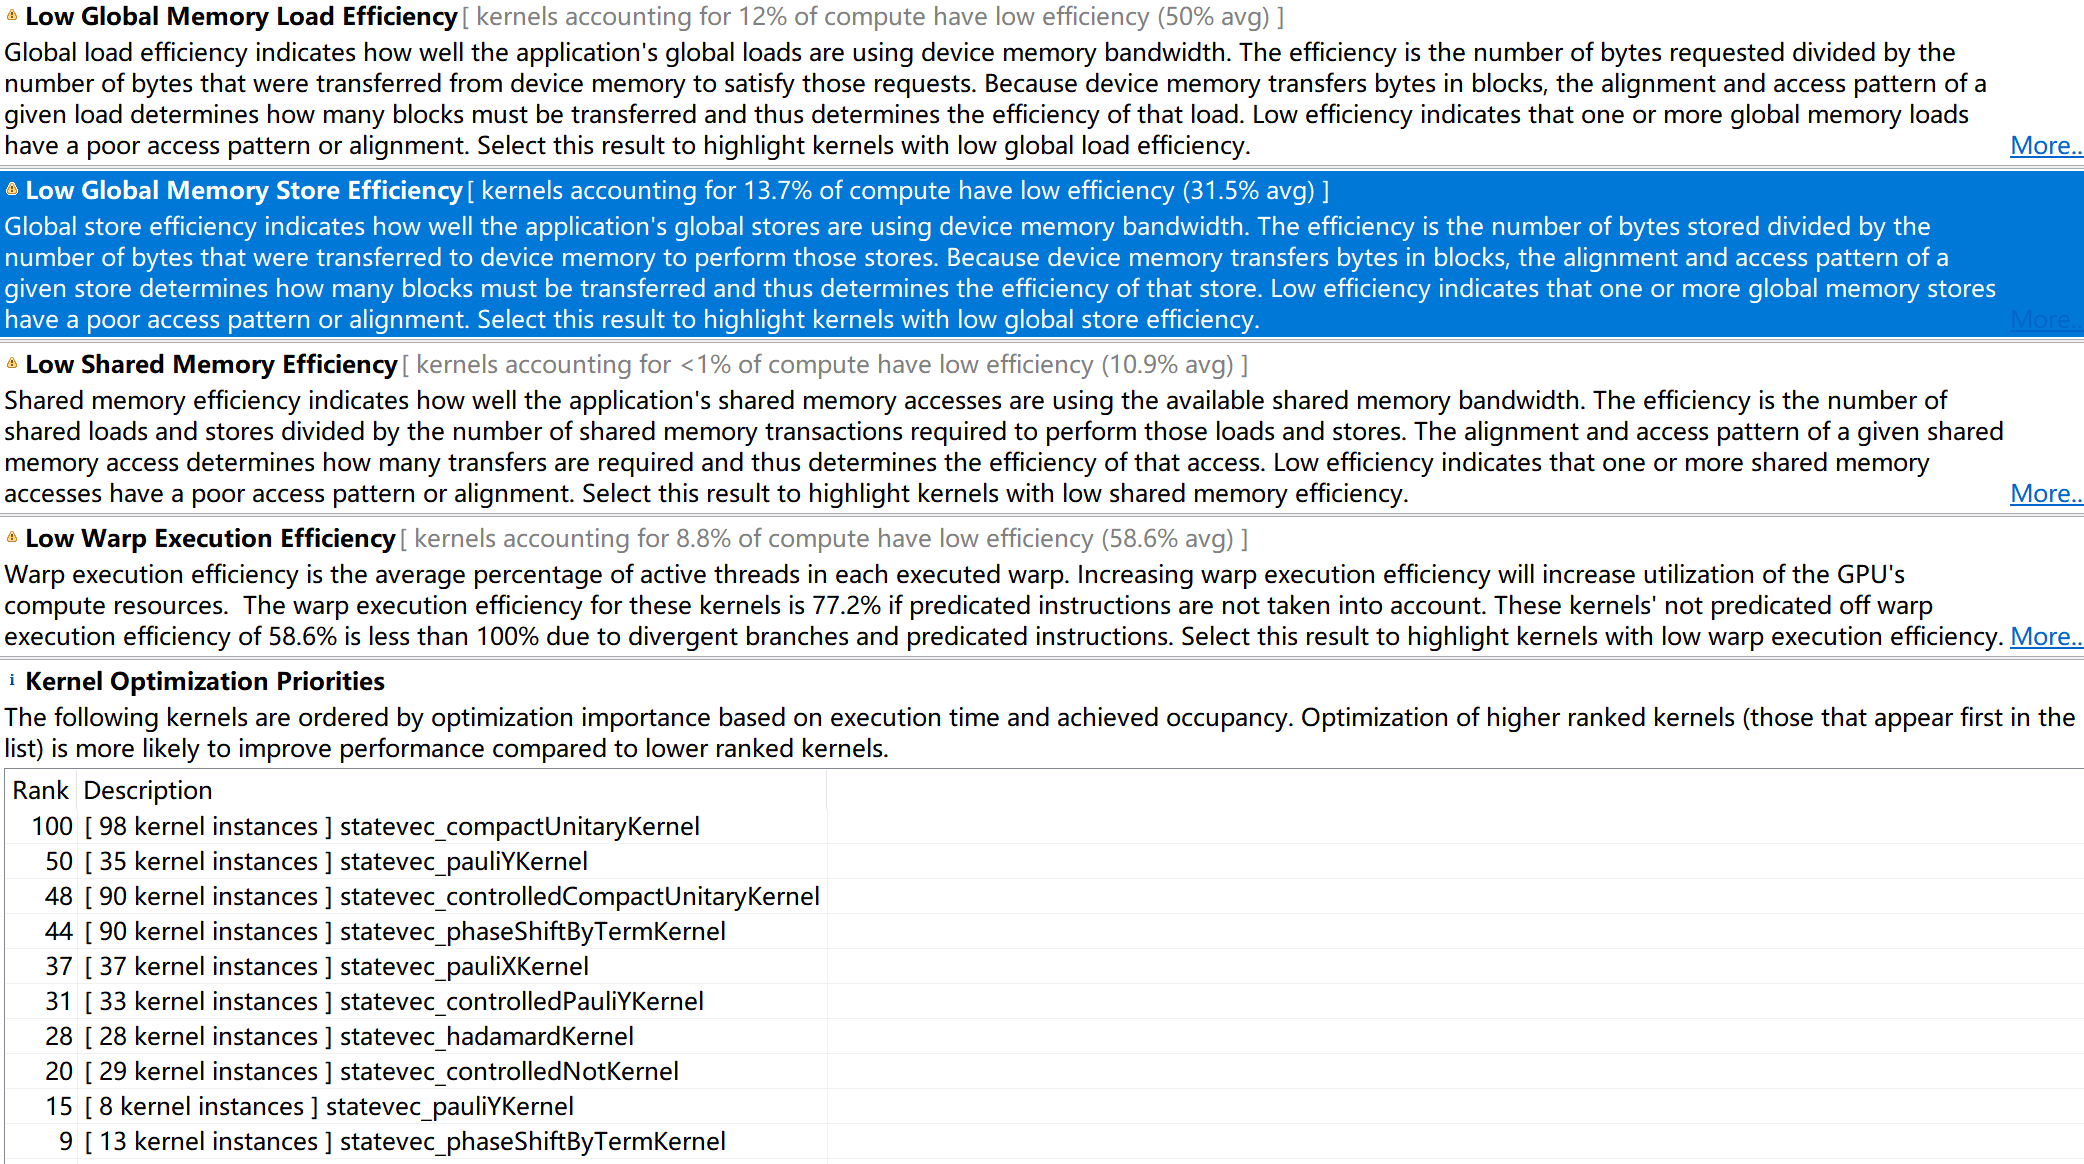 Low Global Memory Load Efficiency [ kernels accounting for 12% of compute have low efficiency (50% avg) ]
Global load efficiency indicates how well the application's global loads are using device memory bandwidth. The efficiency is the number of bytes requested divided by the
number of bytes that were transferred from device memory to satisfy those requests. Because device memory transfers bytes in blocks, the alignment and access pattern of a
given load determines how many blocks must be transferred and thus determines the efficiency of that load. Low efficiency indicates that one or more global memory loads
have a poor access pattern or alignment. Select this result to highlight kernels with low global load efficiency. More..
Low Global Memory Store Efficiency [ kernels accounting for 13.7% of compute have low efficiency (31.5% avg) ]
Global store efficiency indicates how well the application's global stores are using device memory bandwidth. The efficiency is the number of bytes stored divided by the
number of bytes that were transferred to device memory to perform those stores. Because device memory transfers bytes in blocks, the alignment and access pattern of a
given store determines how many blocks must be transferred and thus determines the efficiency of that store. Low efficiency indicates that one or more global memory stores
have a poor access pattern or alignment. Select this result to highlight kernels with low global store efficiency. More..
Low Shared Memory Efficiency [ kernels accounting for <1% of compute have low efficiency (10.9% avg) ]
Shared memory efficiency indicates how well the application's shared memory accesses are using the available shared memory bandwidth. The efficiency is the number of
shared loads and stores divided by the number of shared memory transactions required to perform those loads and stores. The alignment and access pattern of a given shared
memory access determines how many transfers are required and thus determines the efficiency of that access. Low efficiency indicates that one or more shared memory
accesses have a poor access pattern or alignment. Select this result to highlight kernels with low shared memory efficiency. More..
Low Warp Execution Efficiency [ kernels accounting for 8.8% of compute have low efficiency (58.6% avg) ]
Warp execution efficiency is the average percentage of active threads in each executed warp. Increasing warp execution efficiency will increase utilization of the GPU's
compute resources.  The warp execution efficiency for these kernels is 77.2% if predicated instructions are not taken into account. These kernels' not predicated off warp
execution efficiency of 58.6% is less than 100% due to divergent branches and predicated instructions. Select this result to highlight kernels with low warp execution efficiency. More..
i Kernel Optimization Priorities
The following kernels are ordered by optimization importance based on execution time and achieved occupancy. Optimization of higher ranked kernels (those that appear first in the
list) is more likely to improve performance compared to lower ranked kernels.
Rank Description
100 [ 98 kernel instances ] statevec_compactUnitaryKernel
50 [ 35 kernel instances ] statevec_pauliYKernel
48 [ 90 kernel instances ] statevec_controlledCompactUnitaryKernel
44 [ 90 kernel instances ] statevec_phaseShiftByTermKernel
37 [ 37 kernel instances ] statevec_pauliXKernel
31 [ 33 kernel instances ] statevec_controlledPauliYKernel
28 [ 28 kernel instances ] statevec_hadamardKernel
20 [ 29 kernel instances ] statevec_controlledNotKernel
15 [ 8 kernel instances ] statevec_pauliYKernel
9 [ 13 kernel instances ] statevec_phaseShiftByTermKernel